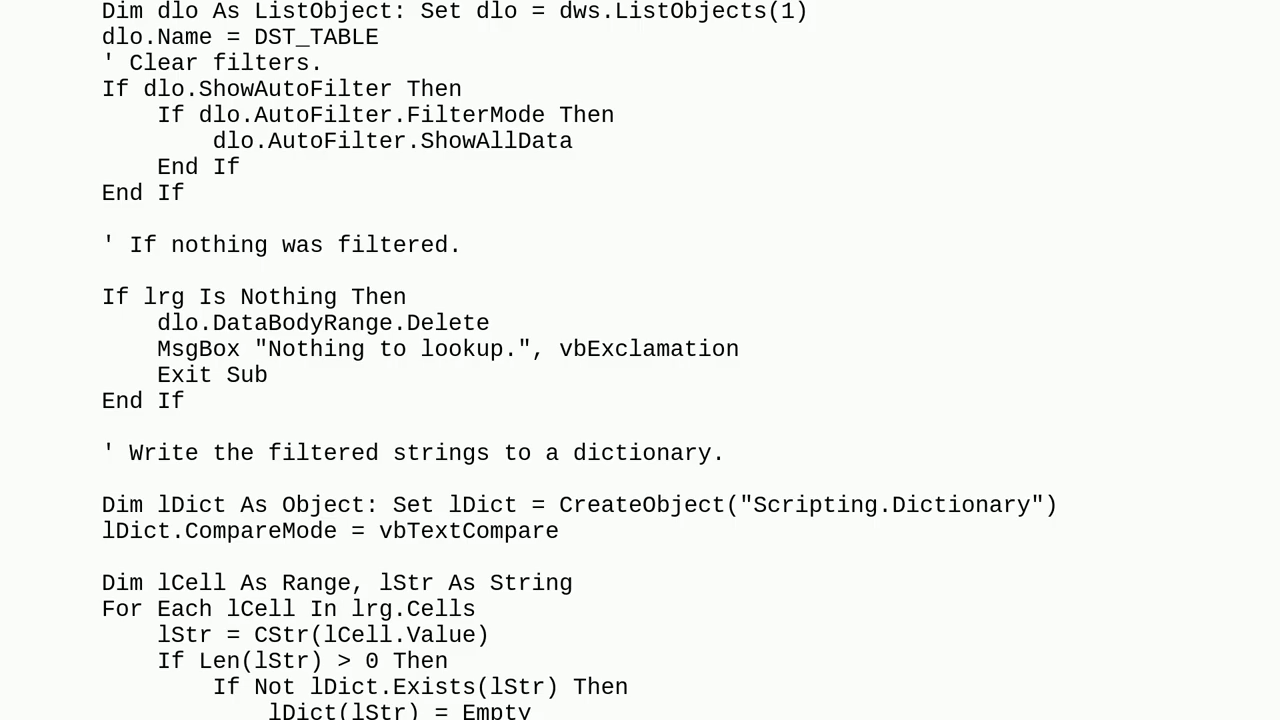 Dim dlo As ListObject: Set dlo = dws.ListObjects(1)
dlo.Name = DST_TABLE
' Clear filters.
If dlo.ShowAutoFilter Then
    If dlo.AutoFilter.FilterMode Then
        dlo.AutoFilter.ShowAllData
    End If
End If

' If nothing was filtered.

If lrg Is Nothing Then
    dlo.DataBodyRange.Delete
    MsgBox "Nothing to lookup.", vbExclamation
    Exit Sub
End If

' Write the filtered strings to a dictionary.

Dim lDict As Object: Set lDict = CreateObject("Scripting.Dictionary")
lDict.CompareMode = vbTextCompare

Dim lCell As Range, lStr As String
For Each lCell In lrg.Cells
    lStr = CStr(lCell.Value)
    If Len(lStr) > 0 Then
        If Not lDict.Exists(lStr) Then
            lDict(lStr) = Empty